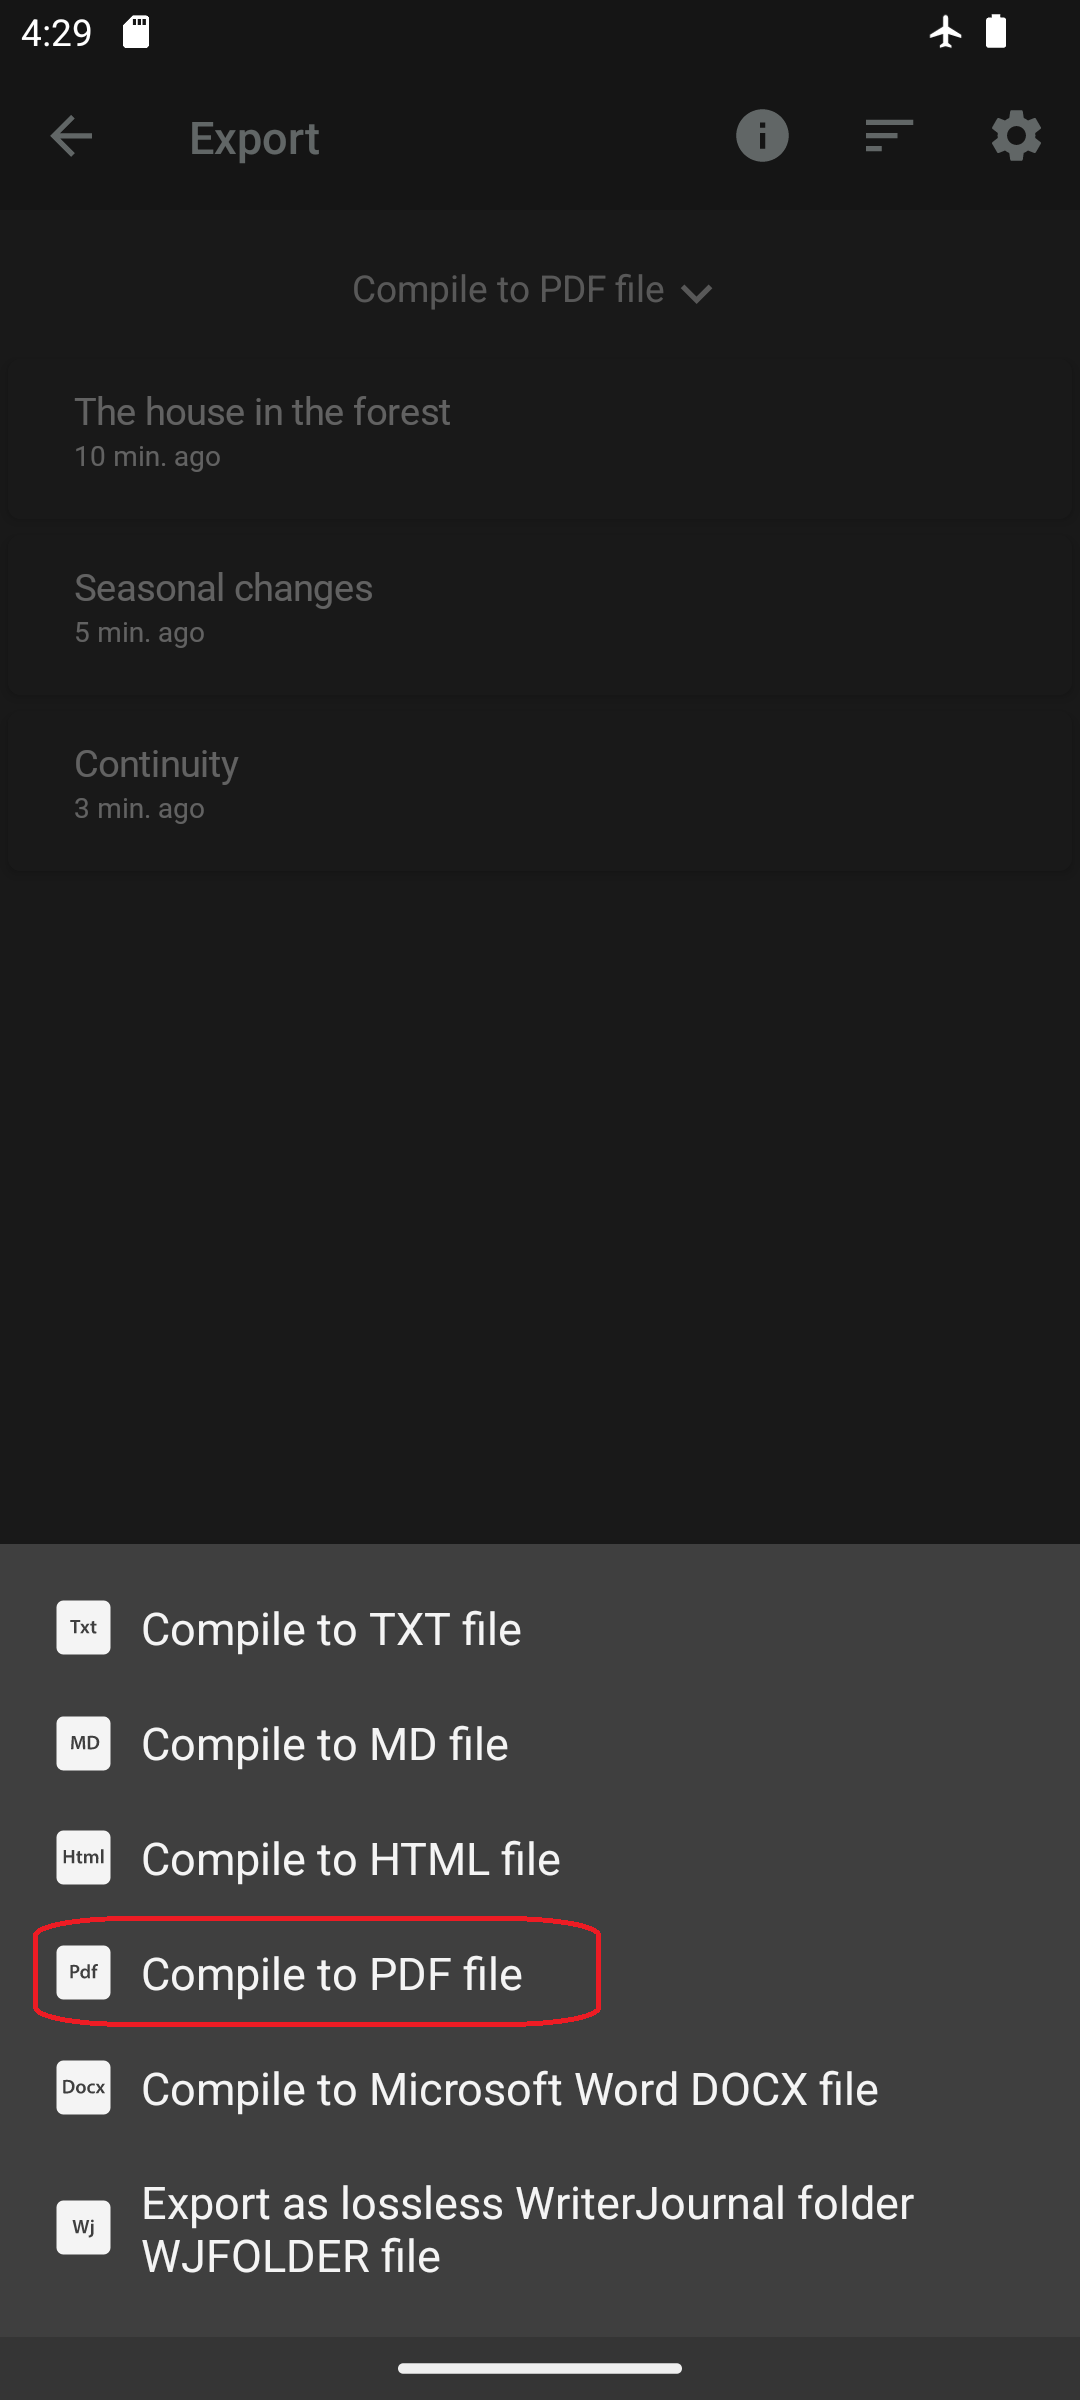 4:29
Export
Compile to PDF file
The house in the forest
10 min. ago
Seasonal changes
5 min. ago
Continuity
3 min. ago
Txt Compile to TXT file
MD Compile to MD file
Html Compile to HTML file
Pdf Compile to PDF file
Docx Compile to Microsoft Word DOCX file
Wj Export as lossless WriterJournal folder
WJFOLDER file